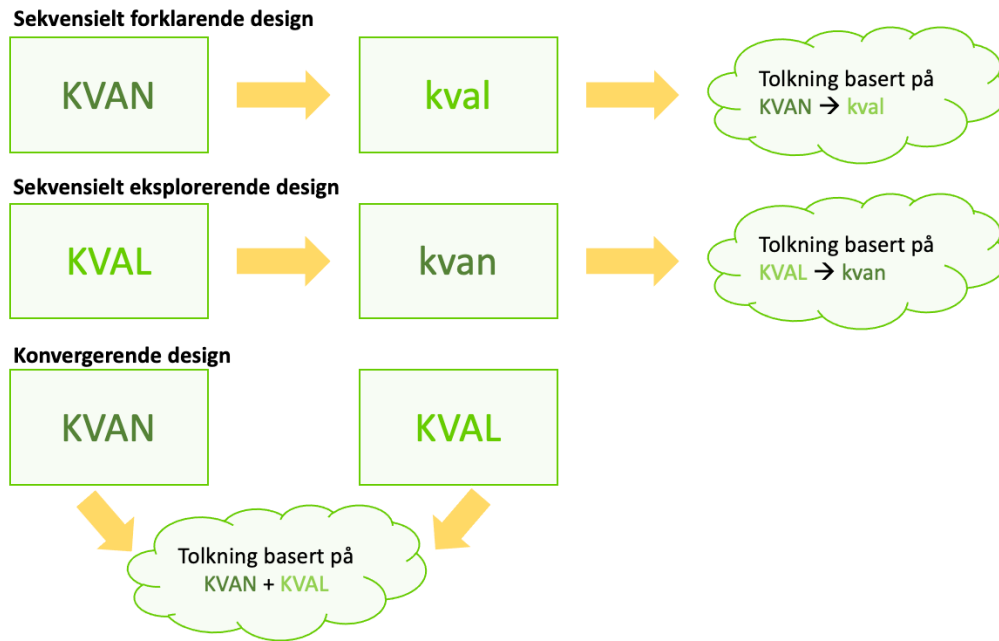 Sekvensielt forklarende design
KVAN
kval
Tolkning basert på
KVAN → kval
Sekvensielt eksplorerende design
KVAL
kvan
Tolkning basert på
KVAL → kvan
Konvergerende design
KVAN
KVAL
Tolkning basert på
KVAN + KVAL